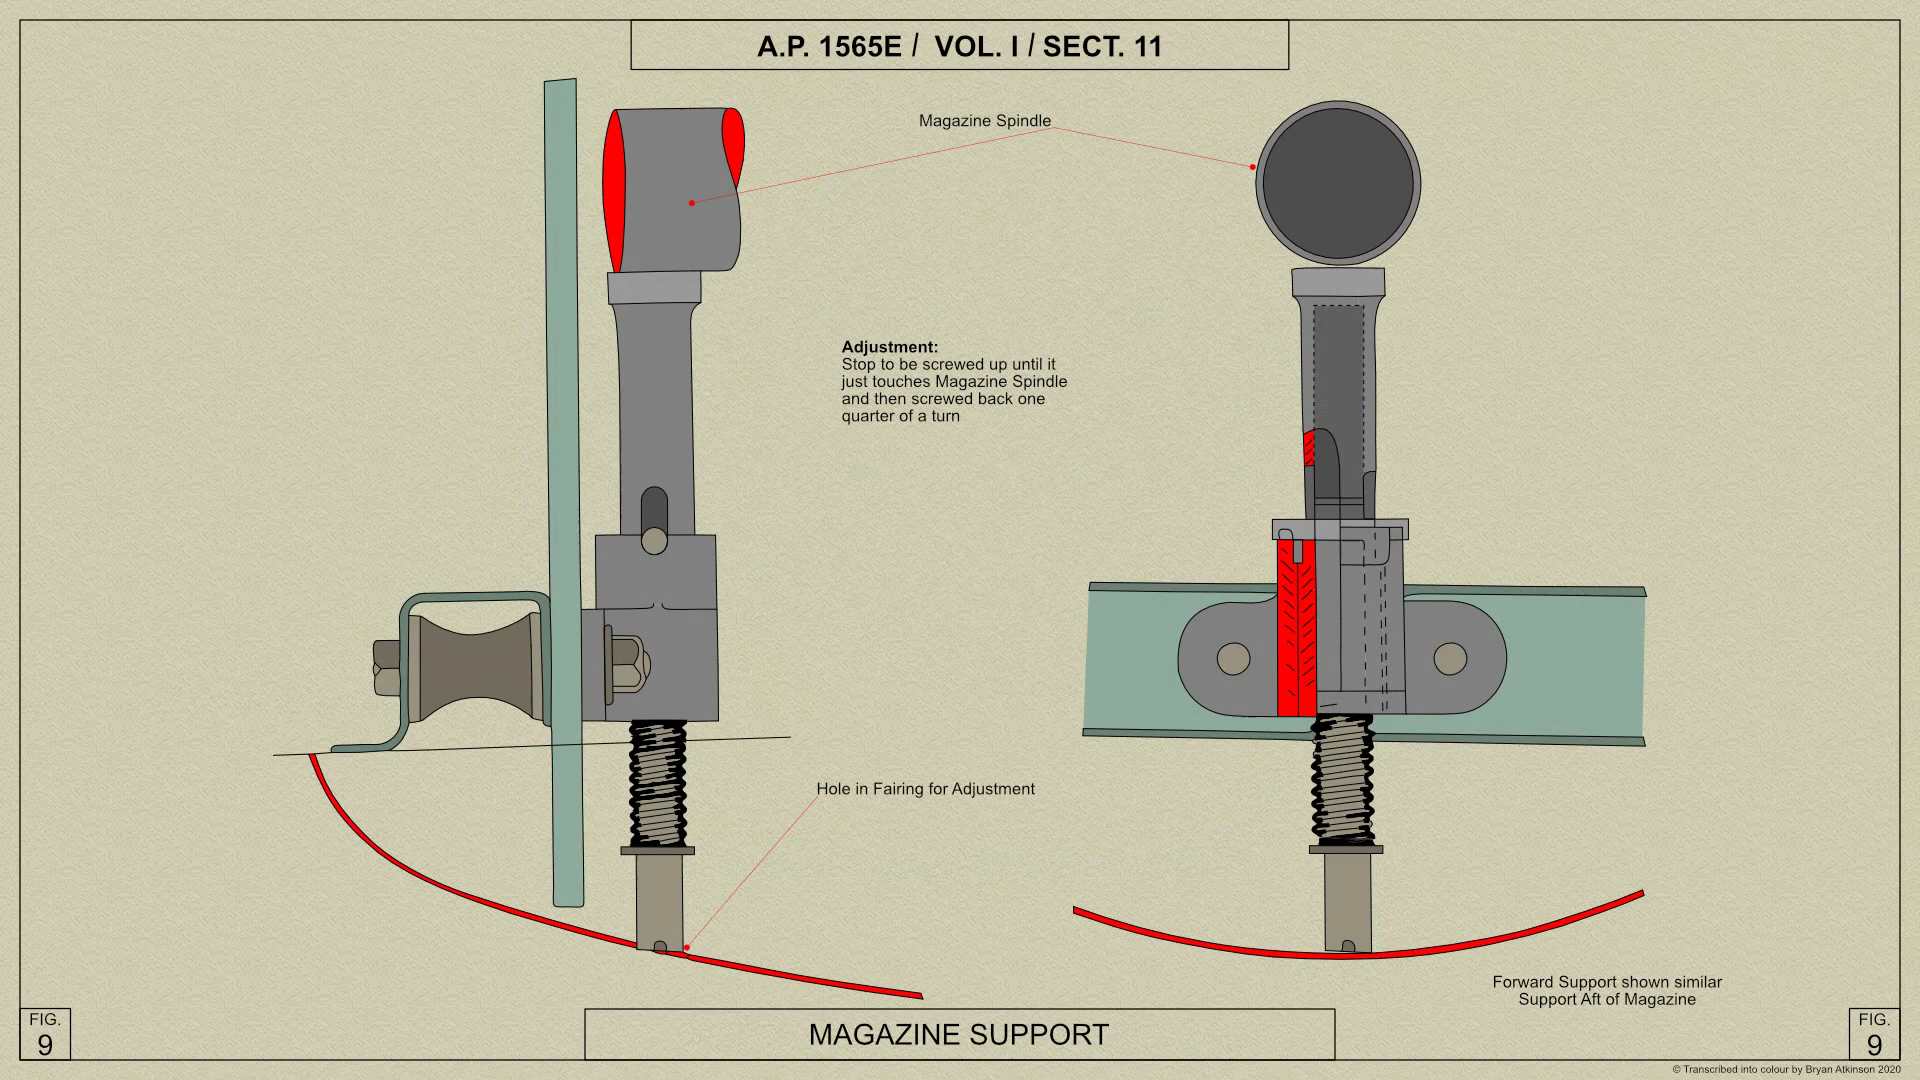 A.P. 1565E / VOL. I / SECT. 11
Magazine Spindle
Adjustment:
Stop to be screwed up until it
just touches Magazine Spindle
and then screwed back one
quarter of a turn
Hole in Fairing for Adjustment
Forward Support shown similar
Support Aft of Magazine
FIG.
9
MAGAZINE SUPPORT
FIG.
9
© Transcribed into colour by Bryan Atkinson 2020